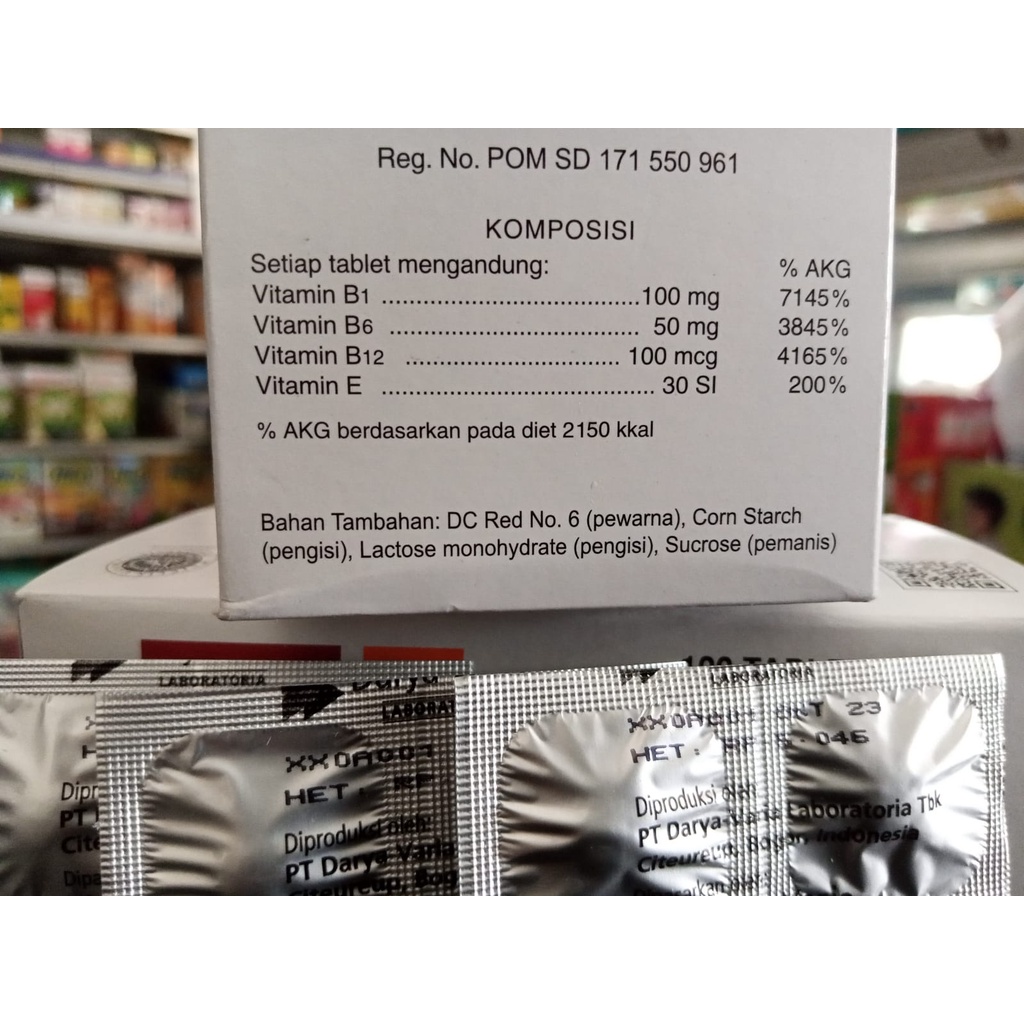 Reg. No. POM SD 171 550 961
KOMPOSISI
Setiap tablet mengandung: % AKG
Vitamin B1 ........................................100 mg 7145%
Vitamin B6 ..................................... 50 mg 3845%
Vitamin B12 ............................... 100 mcg 4165%
Vitamin E ........................................ 30 SI 200%
% AKG berdasarkan pada diet 2150 kkal
Bahan Tambahan: DC Red No. 6 (pewarna), Corn Starch
(pengisi), Lactose monohydrate (pengisi), Sucrose (pemanis)
LABORATORIA
LABORATORIA
HET :
Diproduksi oleh:
PT Darya-Varia
HET :
Diproduksi oleh:
PT Darya-Varia Laboratoria Tbk
Citeureup, Bogor, Indonesia